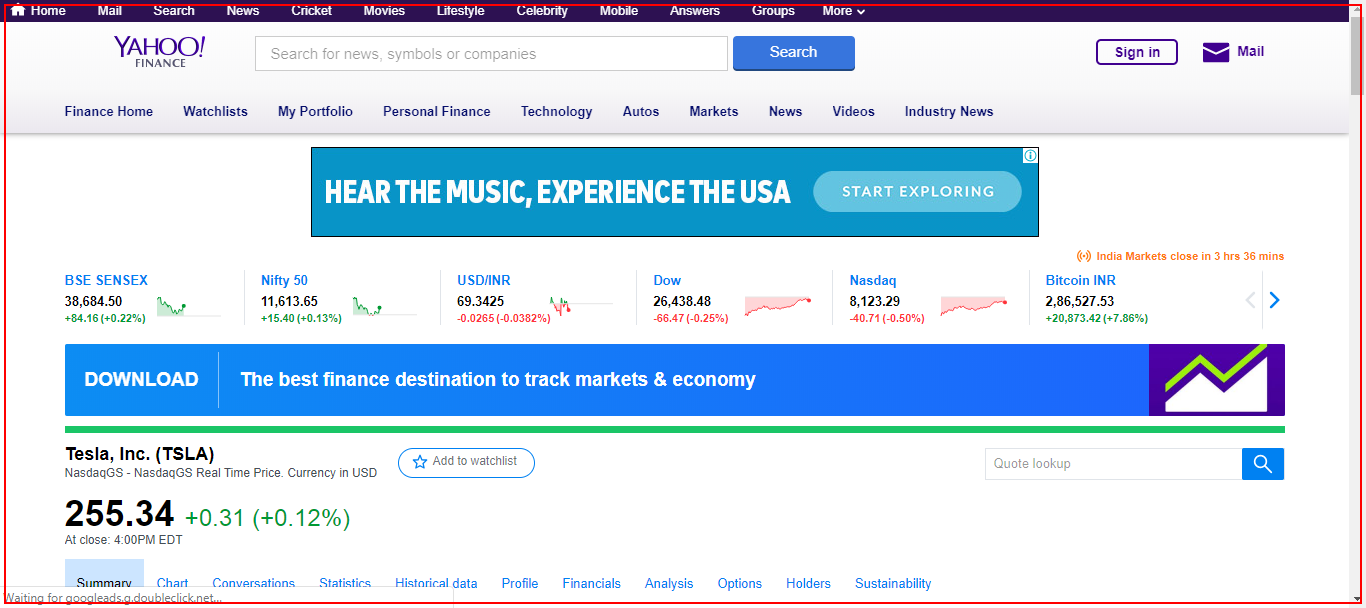 Home Mail Search News Cricket Movies Lifestyle Celebrity Mobile Answers Groups More
YAHOO!
FINANCE
Search for news, symbols or companies
Search
Sign in
Mail
Finance Home Watchlists My Portfolio Personal Finance Technology Autos Markets News Videos Industry News
HEAR THE MUSIC, EXPERIENCE THE USA
START EXPLORING
India Markets close in 3 hrs 36 mins
BSE SENSEX
38,684.50
+84.16 (+0.22%)
Nifty 50
11,613.65
+15.40 (+0.13%)
USD/INR
69.3425
-0.0265 (-0.0382%)
Dow
26,438.48
-66.47 (-0.25%)
Nasdaq
8,123.29
-40.71 (-0.50%)
Bitcoin INR
2,86,527.53
+20,873.42 (+7.86%)
DOWNLOAD
The best finance destination to track markets & economy
Tesla, Inc. (TSLA)
NasdaqGS - NasdaqGS Real Time Price. Currency in USD
Add to watchlist
Quote lookup
255.34 +0.31 (+0.12%)
At close: 4:00PM EDT
Summary Chart Conversations Statistics Historical data Profile Financials Analysis Options Holders Sustainability
Waiting for googleads.g.doubleclick.net...